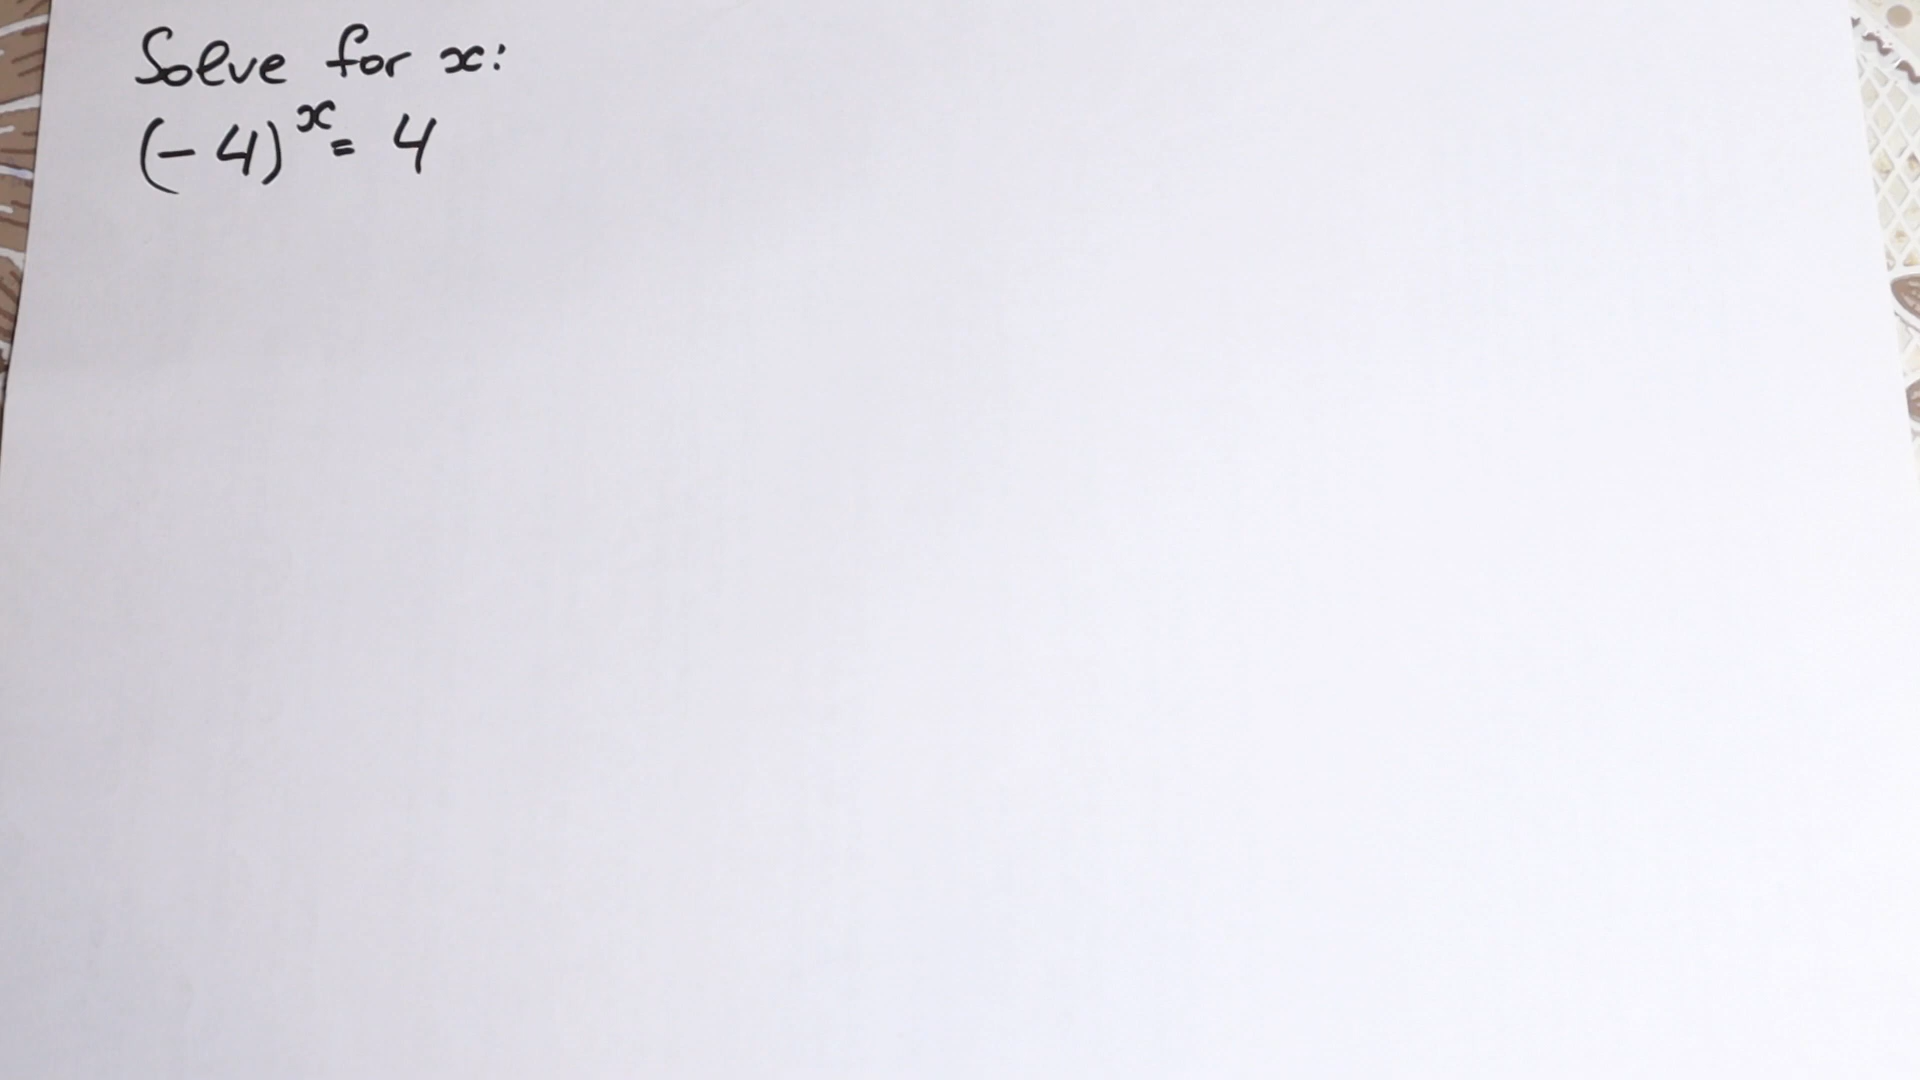 Solve for x:
(-4)^x = 4